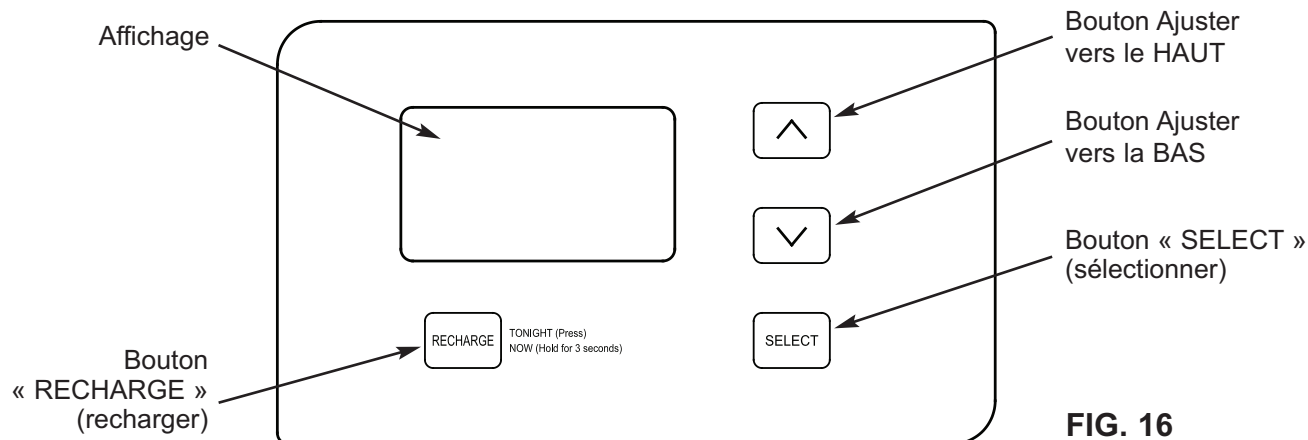 Affichage
Bouton Ajuster
vers le HAUT
Bouton Ajuster
vers la BAS
Bouton « SELECT »
(sélectionner)
RECHARGE
TONIGHT (Press)
NOW (Hold for 3 seconds)
SELECT
Bouton
« RECHARGE »
(recharger)
FIG. 16